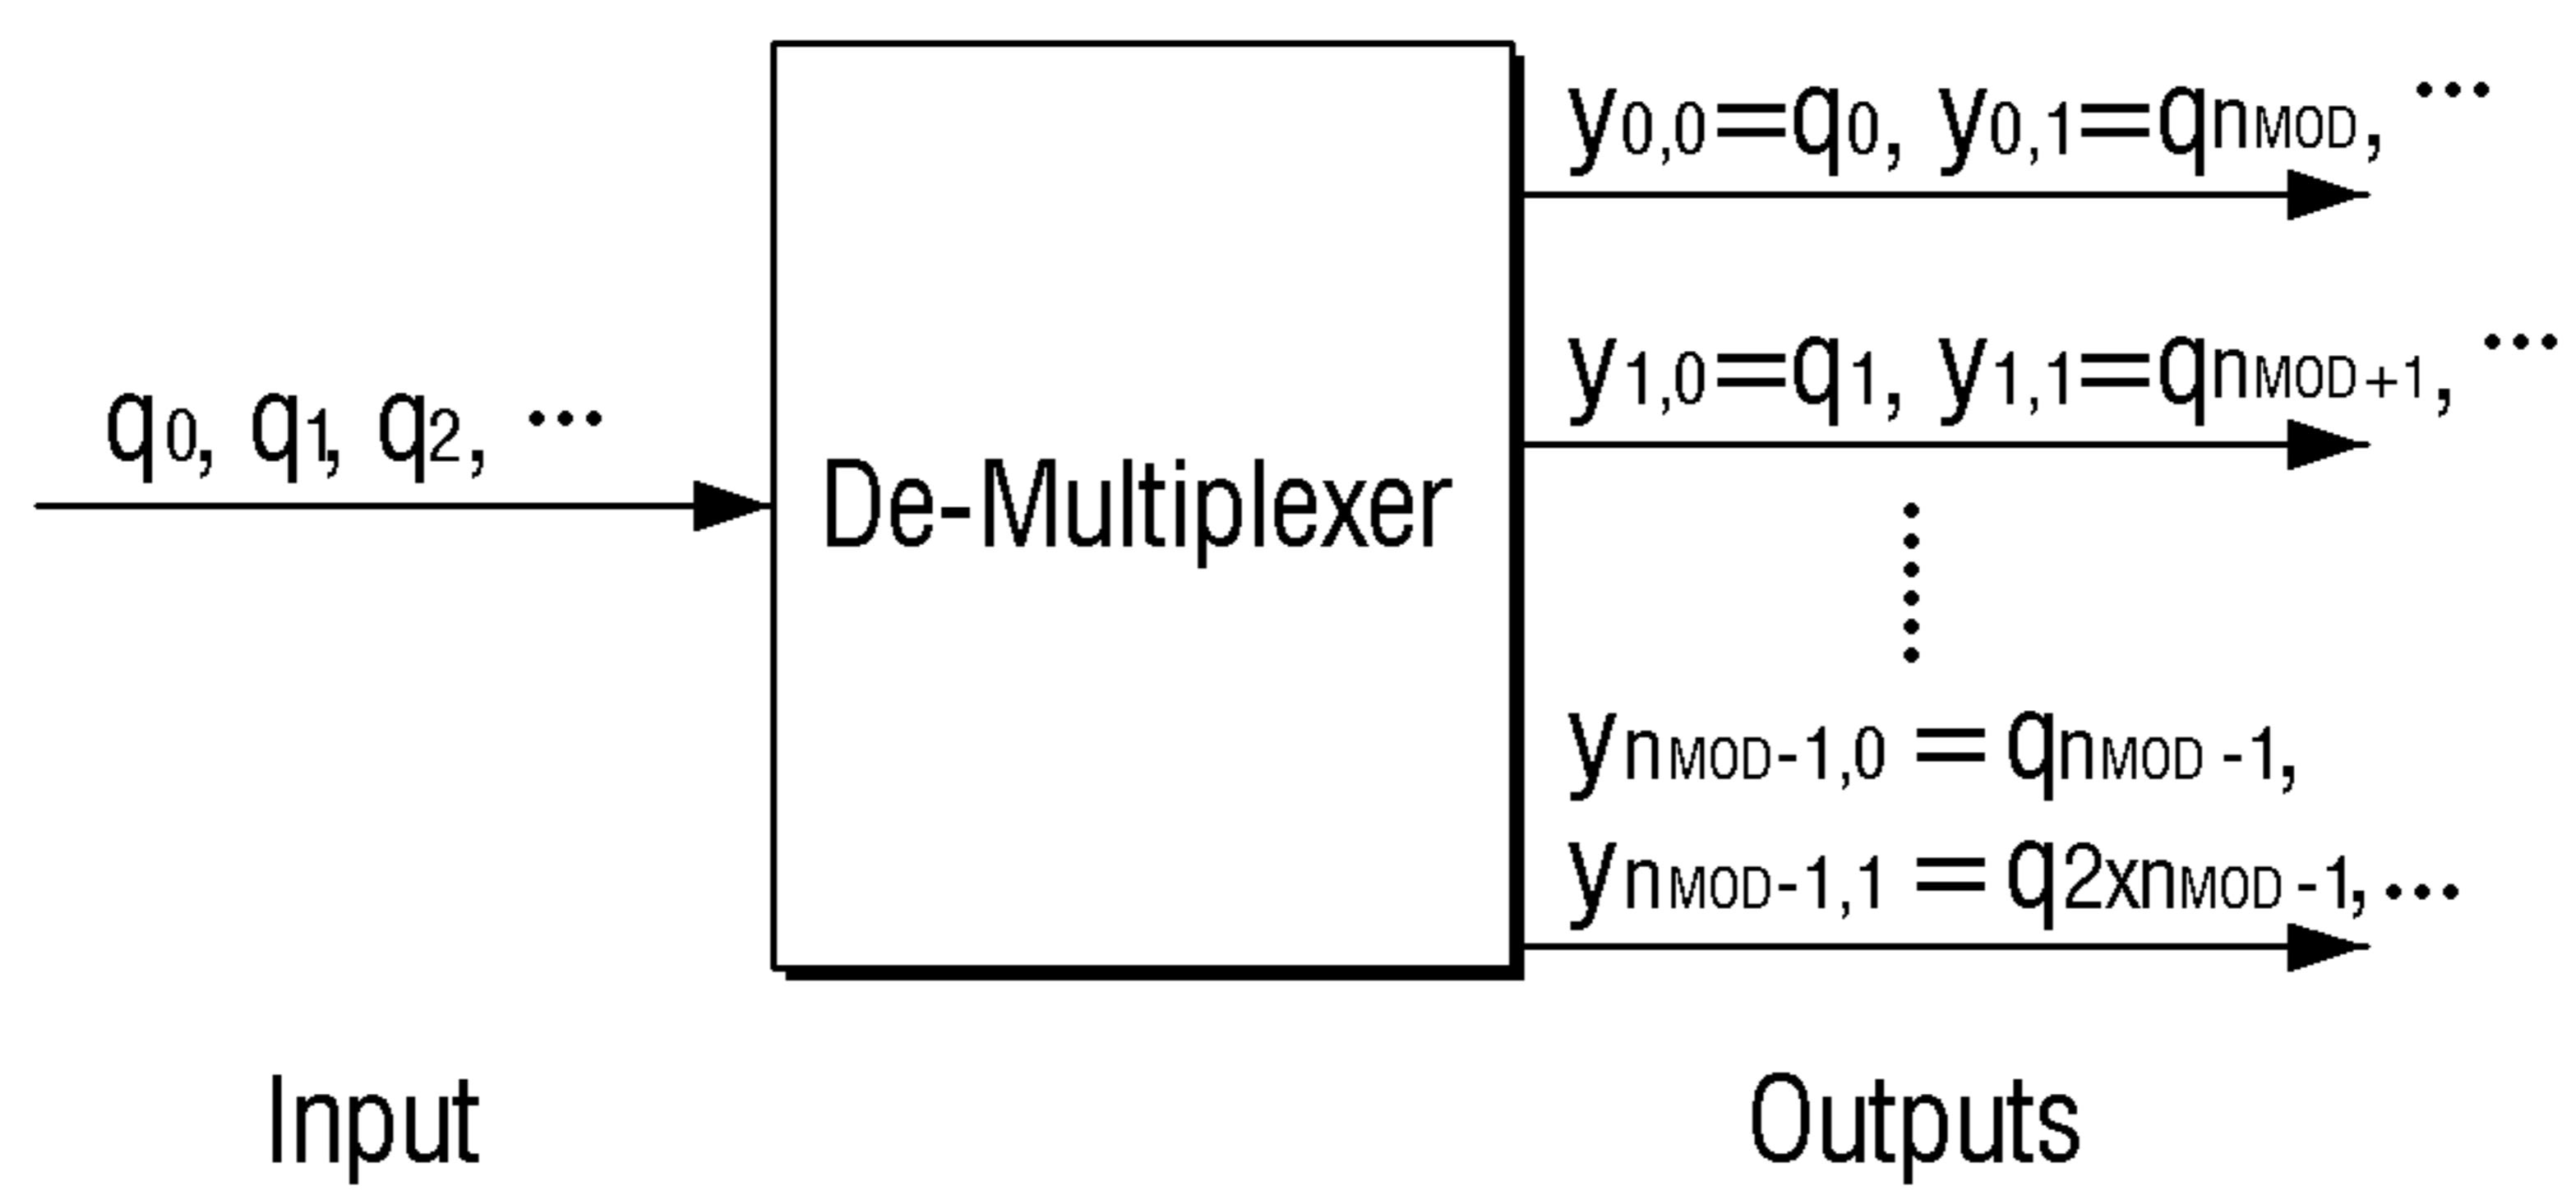 y0,0=q0, y0,1=qnMOD, ...
y1,0=q1, y1,1=qnMOD+1, ...
q0, q1, q2, ...
De-Multiplexer
ynMOD-1,0 = qnMOD -1,
ynMOD-1,1 = q2xnMOD -1, ...
Input
Outputs